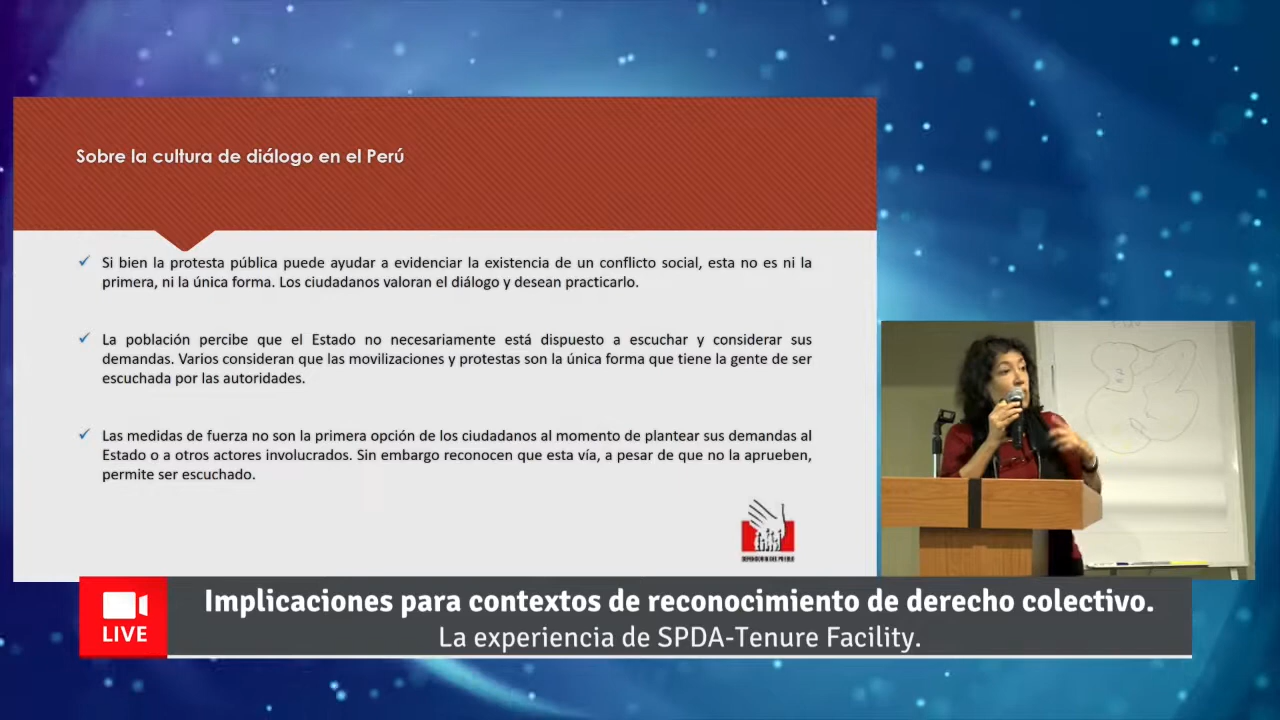 Sobre la cultura de diálogo en el Perú
Si bien la protesta pública puede ayudar a evidenciar la existencia de un conflicto social, esta no es ni la
primera, ni la única forma. Los ciudadanos valoran el diálogo y desean practicarlo.
La población percibe que el Estado no necesariamente está dispuesto a escuchar y considerar sus
demandas. Varios consideran que las movilizaciones y protestas son la única forma que tiene la gente de ser
escuchada por las autoridades.
Las medidas de fuerza no son la primera opción de los ciudadanos al momento de plantear sus demandas al
Estado o a otros actores involucrados. Sin embargo reconocen que esta vía, a pesar de que no la aprueben,
permite ser escuchado.
DEFENSORIA DEL PUEBLO
LIVE
Implicaciones para contextos de reconocimiento de derecho colectivo.
La experiencia de SPDA-Tenure Facility.